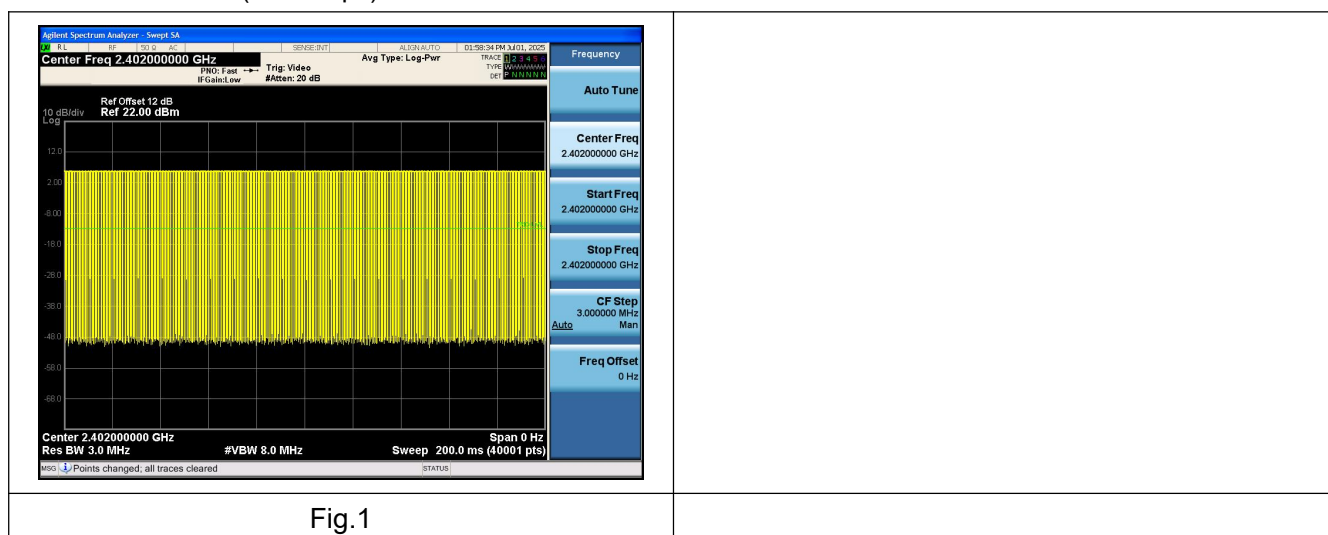 Agilent Spectrum Analyzer - Swept SA
RL RF 50 Ω AC SENSE:INT ALIGN AUTO 01:58:34 PM Jul 01, 2025
Center Freq 2.402000000 GHz
PNO: Fast
IFGain:Low
Trig: Video
#Atten: 20 dB
Avg Type: Log-Pwr
TRACE 1 2 3 4 5 6
TYPE
DET P N N N N N
Frequency
Auto Tune
Ref Offset 12 dB
10 dB/div Ref 22.00 dBm
Log
12.0
2.00
-8.00
-18.0
-28.0
-38.0
-48.0
-58.0
-68.0
Center Freq
2.402000000 GHz
Start Freq
2.402000000 GHz
Stop Freq
2.402000000 GHz
CF Step
3.000000 MHz
Auto Man
Freq Offset
0 Hz
Center 2.402000000 GHz Span 0 Hz
Res BW 3.0 MHz #VBW 8.0 MHz Sweep 200.0 ms (40001 pts)
MSG Points changed; all traces cleared STATUS
Fig.1